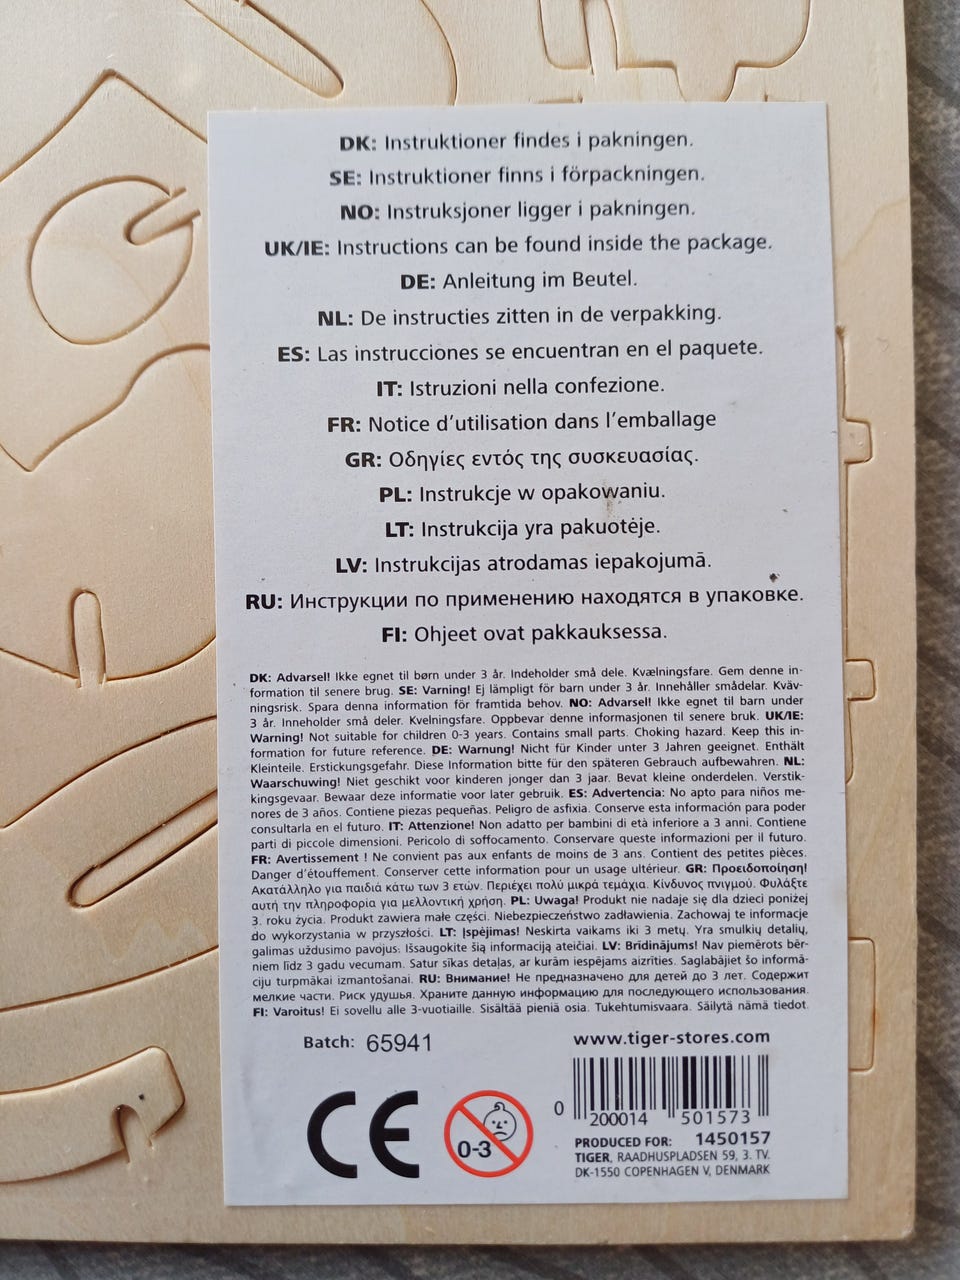 DK: Instruktioner findes i pakningen.
SE: Instruktioner finns i förpackningen.
NO: Instruksjoner ligger i pakningen.
UK/IE: Instructions can be found inside the package.
DE: Anleitung im Beutel.
NL: De instructies zitten in de verpakking.
ES: Las instrucciones se encuentran en el paquete.
IT: Istruzioni nella confezione.
FR: Notice d'utilisation dans l'emballage
GR: Οδηγίες εντός της συσκευασίας.
PL: Instrukcje w opakowaniu.
LT: Instrukcija yra pakuotėje.
LV: Instrukcijas atrodamas iepakojumā.
RU: Инструкции по применению находятся в упаковке.
FI: Ohjeet ovat pakkauksessa.
DK: Advarsel! Ikke egnet til børn under 3 år. Indeholder små dele. Kvælningsfare. Gem denne in-
formation til senere brug. SE: Varning! Ej lämpligt för barn under 3 år. Innehåller smådelar. Kväv-
ningsrisk. Spara denna information för framtida behov. NO: Advarsel! Ikke egnet til barn under
3 år. Inneholder små deler. Kvelningsfare. Oppbevar denne informasjonen til senere bruk. UK/IE:
Warning! Not suitable for children 0-3 years. Contains small parts. Choking hazard. Keep this in-
formation for future reference. DE: Warnung! Nicht für Kinder unter 3 Jahren geeignet. Enthält
Kleinteile. Erstickungsgefahr. Diese Information bitte für den späteren Gebrauch aufbewahren. NL:
Waarschuwing! Niet geschikt voor kinderen jonger dan 3 jaar. Bevat kleine onderdelen. Verstik-
kingsgevaar. Bewaar deze informatie voor later gebruik. ES: Advertencia: No apto para niños me-
nores de 3 años. Contiene piezas pequeñas. Peligro de asfixia. Conserve esta información para poder
consultarla en el futuro. IT: Attenzione! Non adatto per bambini di età inferiore a 3 anni. Contiene
parti di piccole dimensioni. Pericolo di soffocamento. Conservare queste informazioni per il futuro.
FR: Avertissement ! Ne convient pas aux enfants de moins de 3 ans. Contient des petites pièces.
Danger d'étouffement. Conserver cette information pour un usage ultérieur. GR: Προειδοποίηση!
Ακατάλληλο για παιδιά κάτω των 3 ετών. Περιέχει πολύ μικρά τεμάχια. Κίνδυνος πνιγμού. Φυλάξτε
αυτή την πληροφορία για μελλοντική χρήση. PL: Uwaga! Produkt nie nadaje się dla dzieci poniżej
3. roku życia. Produkt zawiera małe części. Niebezpieczeństwo zadławienia. Zachowaj te informacje
do wykorzystania w przyszłości. LT: Įspėjimas! Neskirta vaikams iki 3 metų. Yra smulkių detalių,
galimas uždusimo pavojus. Išsaugokite šią informaciją ateičiai. LV: Brīdinājums! Nav piemērots bēr-
niem līdz 3 gadu vecumam. Satur sīkas detaļas, ar kurām iespējams aizrīties. Saglabājiet šo informā-
ciju turpmākai izmantošanai. RU: Внимание! Не предназначено для детей до 3 лет. Содержит
мелкие части. Риск удушья. Храните данную информацию для последующего использования.
FI: Varoitus! Ei sovellu alle 3-vuotiaille. Sisältää pieniä osia. Tukehtumisvaara. Säilytä nämä tiedot.
Batch: 65941
www.tiger-stores.com
CE
0-3
0 200014 501573
PRODUCED FOR: 1450157
TIGER, RAADHUSPLADSEN 59, 3. TV.
DK-1550 COPENHAGEN V, DENMARK